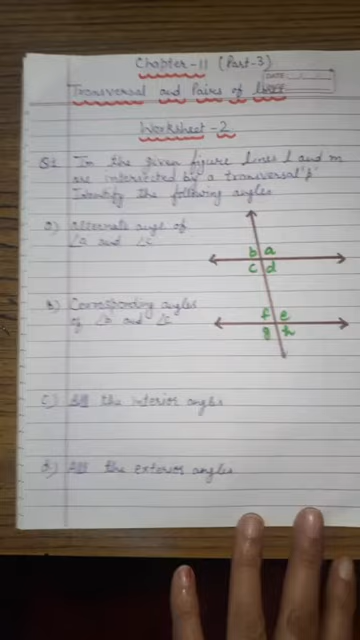 Chapter-11 (Part-3)
DATE
Transversal and Pairs of lines
Worksheet-2
Q1 In the given figure lines l and m
are intersected by a transversal 'p'
Identify the following angles
a) Alternate angle of
∠a and ∠c
b a
c d
b) Corresponding angles
of ∠b and ∠c
f e
g h
c) All the interior angles
d) All the exterior angles